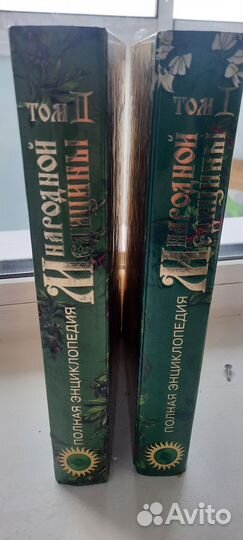 ТОМ II
НАРОДНОЙ
МЕДИЦИНЫ
ПОЛНАЯ ЭНЦИКЛОПЕДИЯ
ТОМ I
НАРОДНОЙ
МЕДИЦИНЫ
ПОЛНАЯ ЭНЦИКЛОПЕДИЯ
Avito